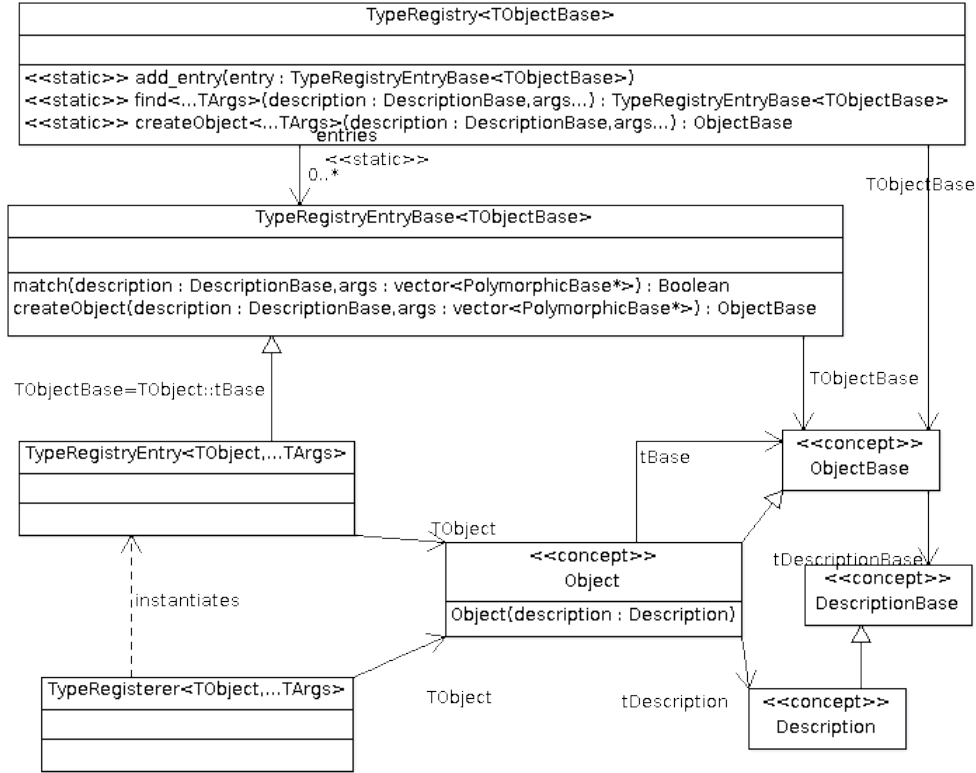 TypeRegistry<TObjectBase>
<<static>> add_entry(entry : TypeRegistryEntryBase<TObjectBase>)
<<static>> find<...TArgs>(description : DescriptionBase,args...) : TypeRegistryEntryBase<TObjectBase>
<<static>> createObject<...TArgs>(description : DescriptionBase,args...) : ObjectBase
entries
<<static>>
0..*
TObjectBase
TypeRegistryEntryBase<TObjectBase>
match(description : DescriptionBase,args : vector<PolymorphicBase*>) : Boolean
createObject(description : DescriptionBase,args : vector<PolymorphicBase*>) : ObjectBase
TObjectBase=TObject::tBase
TObjectBase
TypeRegistryEntry<TObject,...TArgs>
tBase
<<concept>>
ObjectBase
TObject
<<concept>>
Object
Object(description : Description)
tDescriptionBase
<<concept>>
DescriptionBase
instantiates
TypeRegisterer<TObject,...TArgs>
TObject
tDescription
<<concept>>
Description